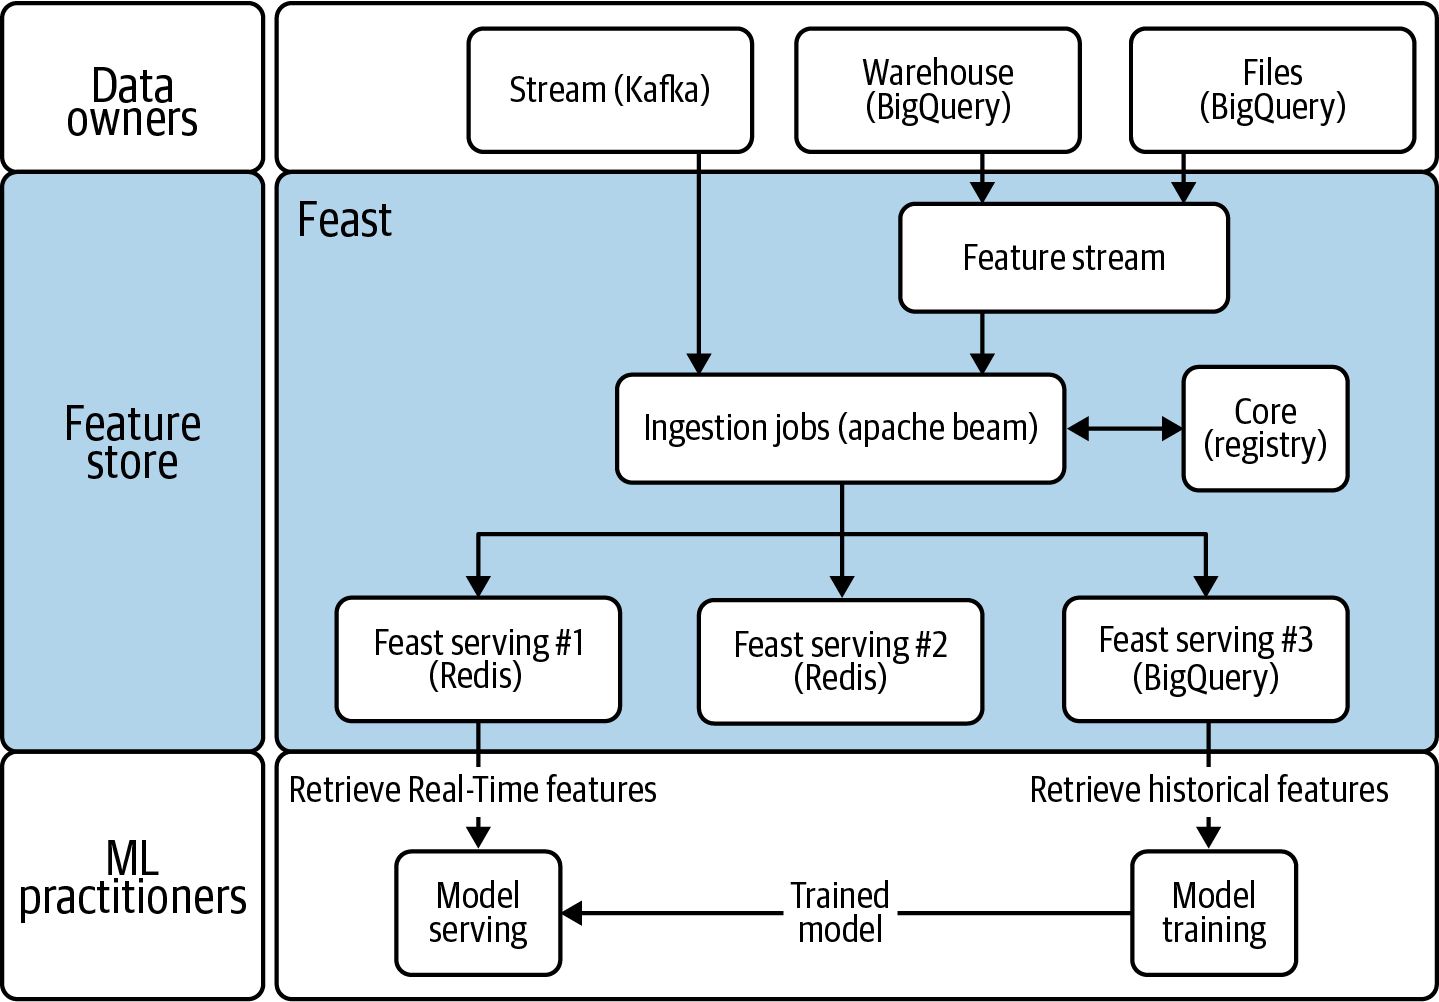 Data
owners
Stream (Kafka)
Warehouse
(BigQuery)
Files
(BigQuery)
Feature
store
Feast
Feature stream
Ingestion jobs (apache beam)
Core
(registry)
Feast serving #1
(Redis)
Feast serving #2
(Redis)
Feast serving #3
(BigQuery)
ML
practitioners
Retrieve Real-Time features
Retrieve historical features
Model
serving
Trained
model
Model
training